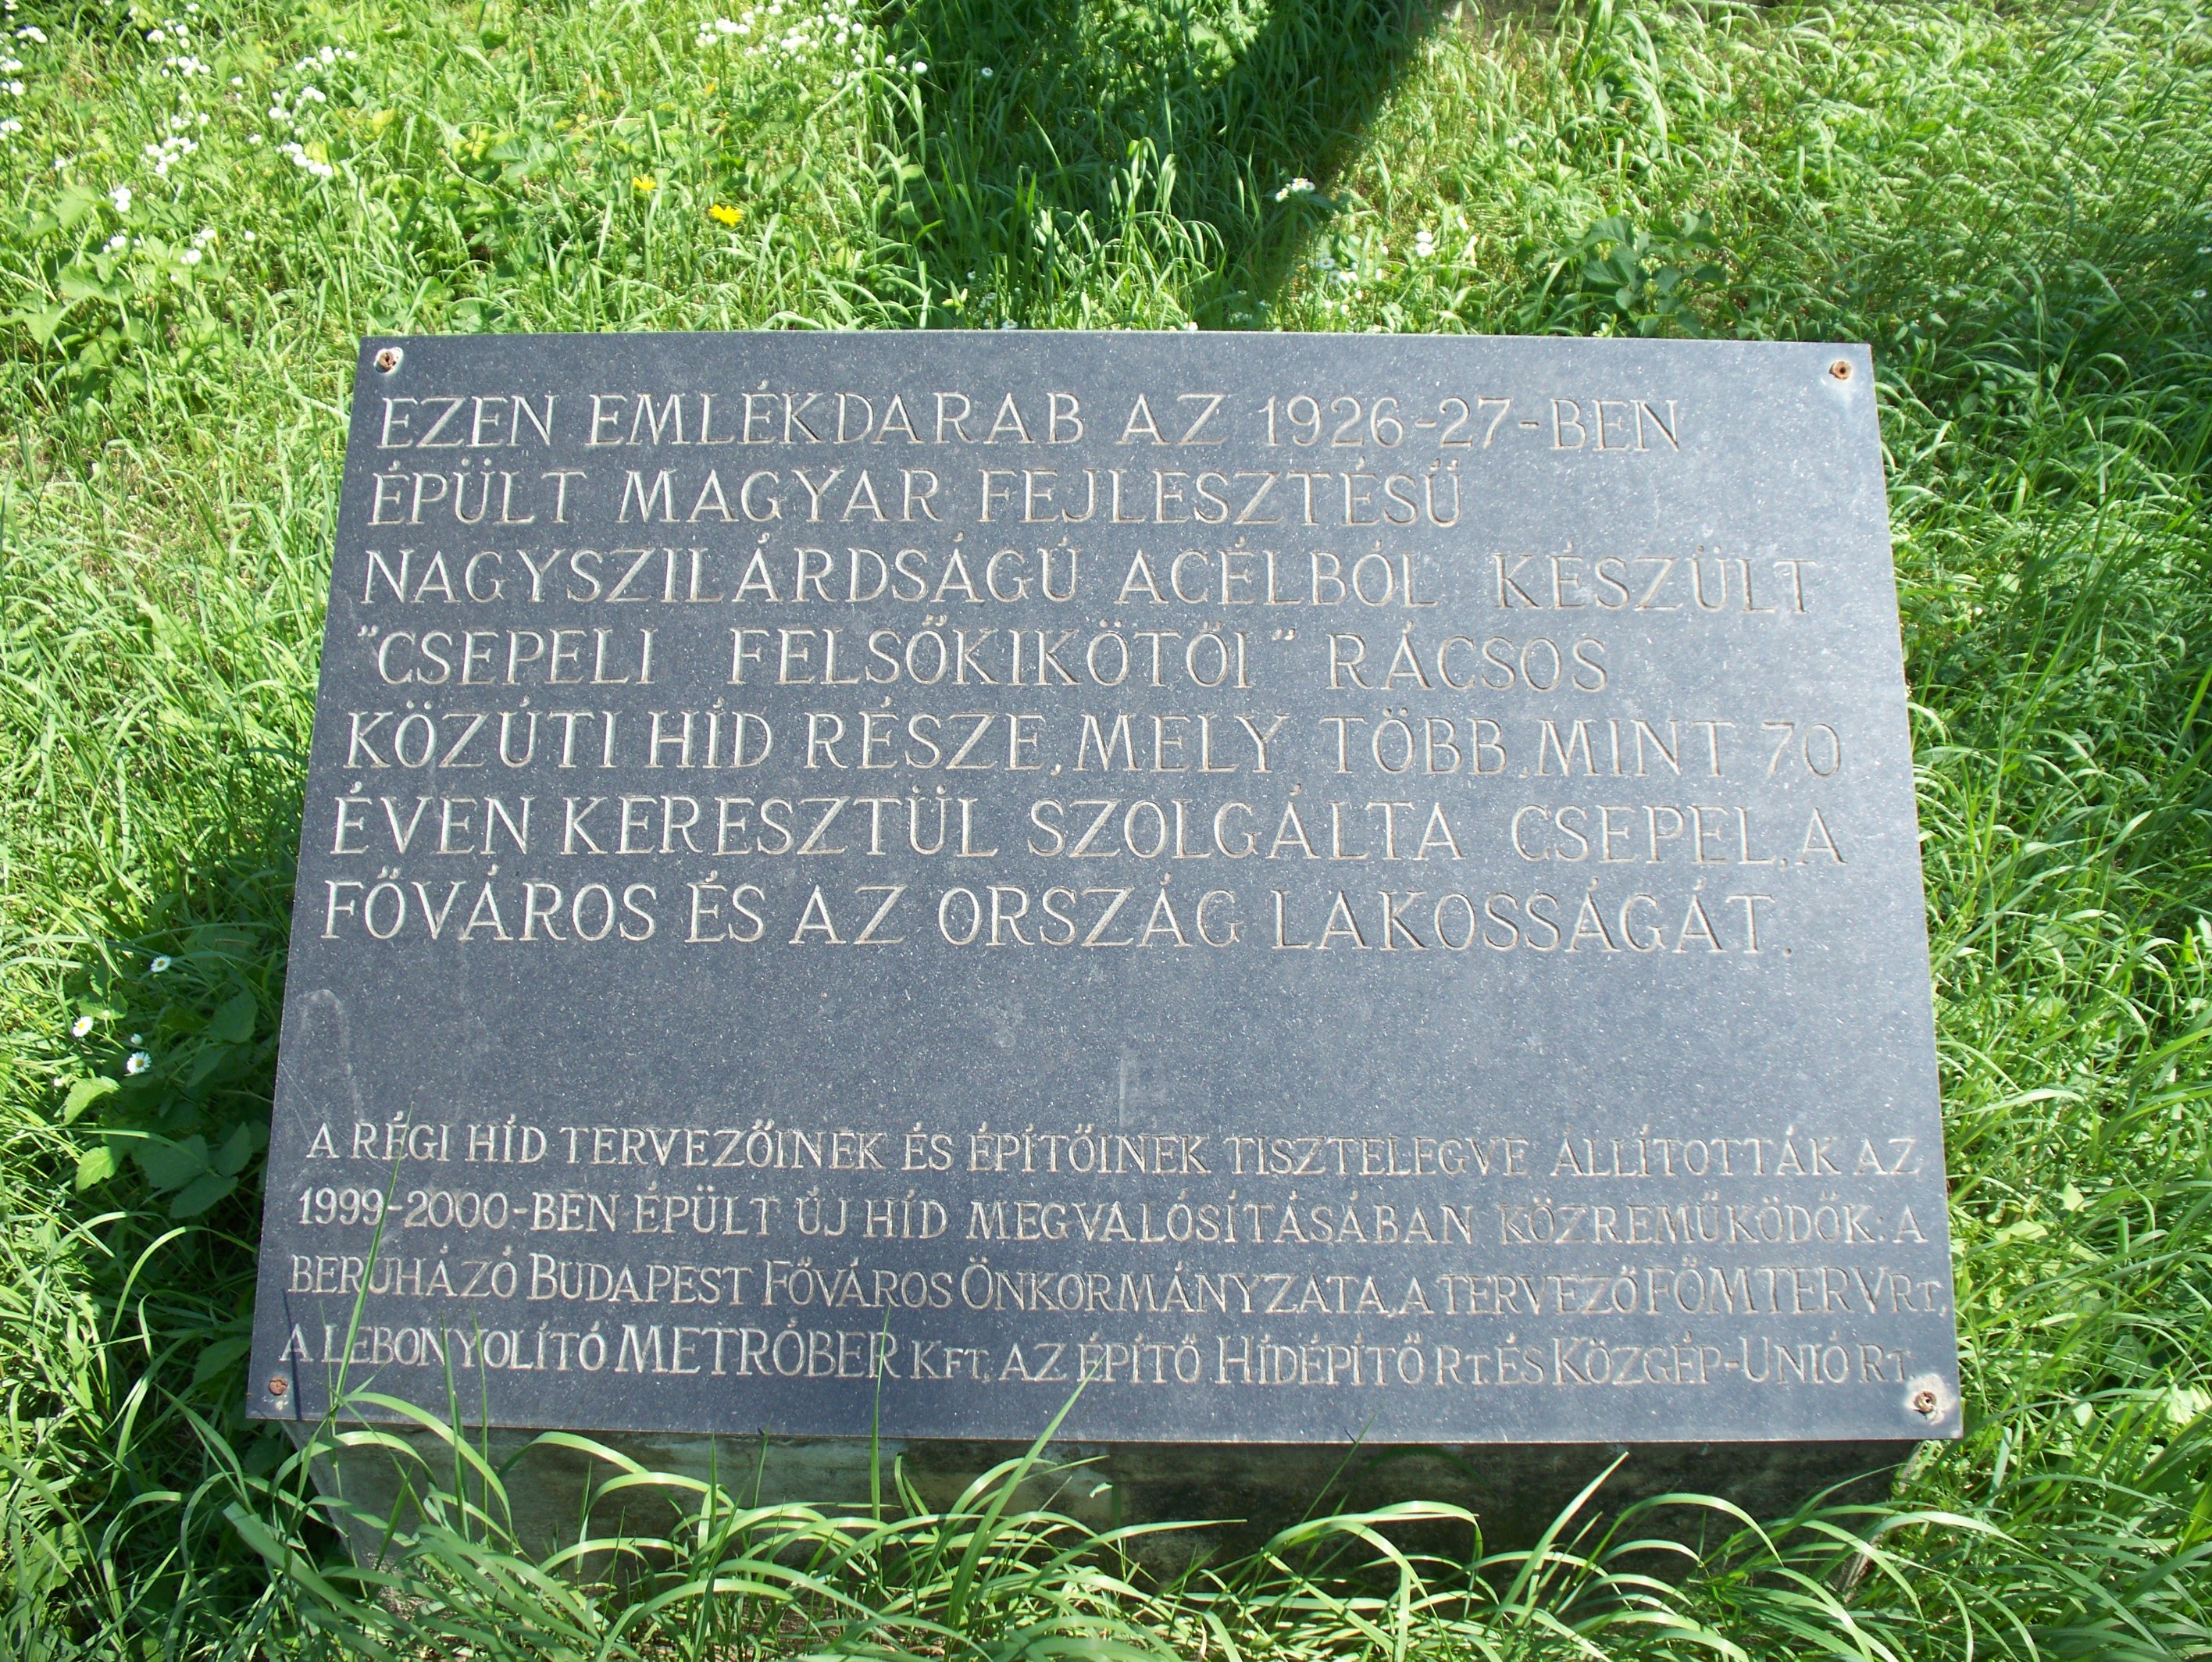 EZEN EMLÉKDARAB AZ 1926-27-BEN
ÉPÜLT MAGYAR FEJLESZTÉSŰ
NAGYSZILÁRDSÁGÚ ACÉLBÓL KÉSZÜLT
"CSEPELI FELSŐKIKÖTŐI" RÁCSOS
KÖZÚTI HÍD RÉSZE, MELY TÖBB, MINT 70
ÉVEN KERESZTÜL SZOLGÁLTA CSEPEL, A
FŐVÁROS ÉS AZ ORSZÁG LAKOSSÁGÁT.
A RÉGI HÍD TERVEZŐINEK ÉS ÉPÍTŐINEK TISZTELEGVE ÁLLÍTOTTÁK AZ
1999-2000-BEN ÉPÜLT ÚJ HÍD MEGVALÓSÍTÁSÁBAN KÖZREMŰKÖDŐK: A
BERUHÁZÓ BUDAPEST FŐVÁROS ÖNKORMÁNYZATA, A TERVEZŐ FŐMTERV RT,
A LEBONYOLÍTÓ METRÓBER KFT, AZ ÉPÍTŐ HÍDÉPÍTŐ RT. ÉS KÖZGÉP-UNIÓ RT.